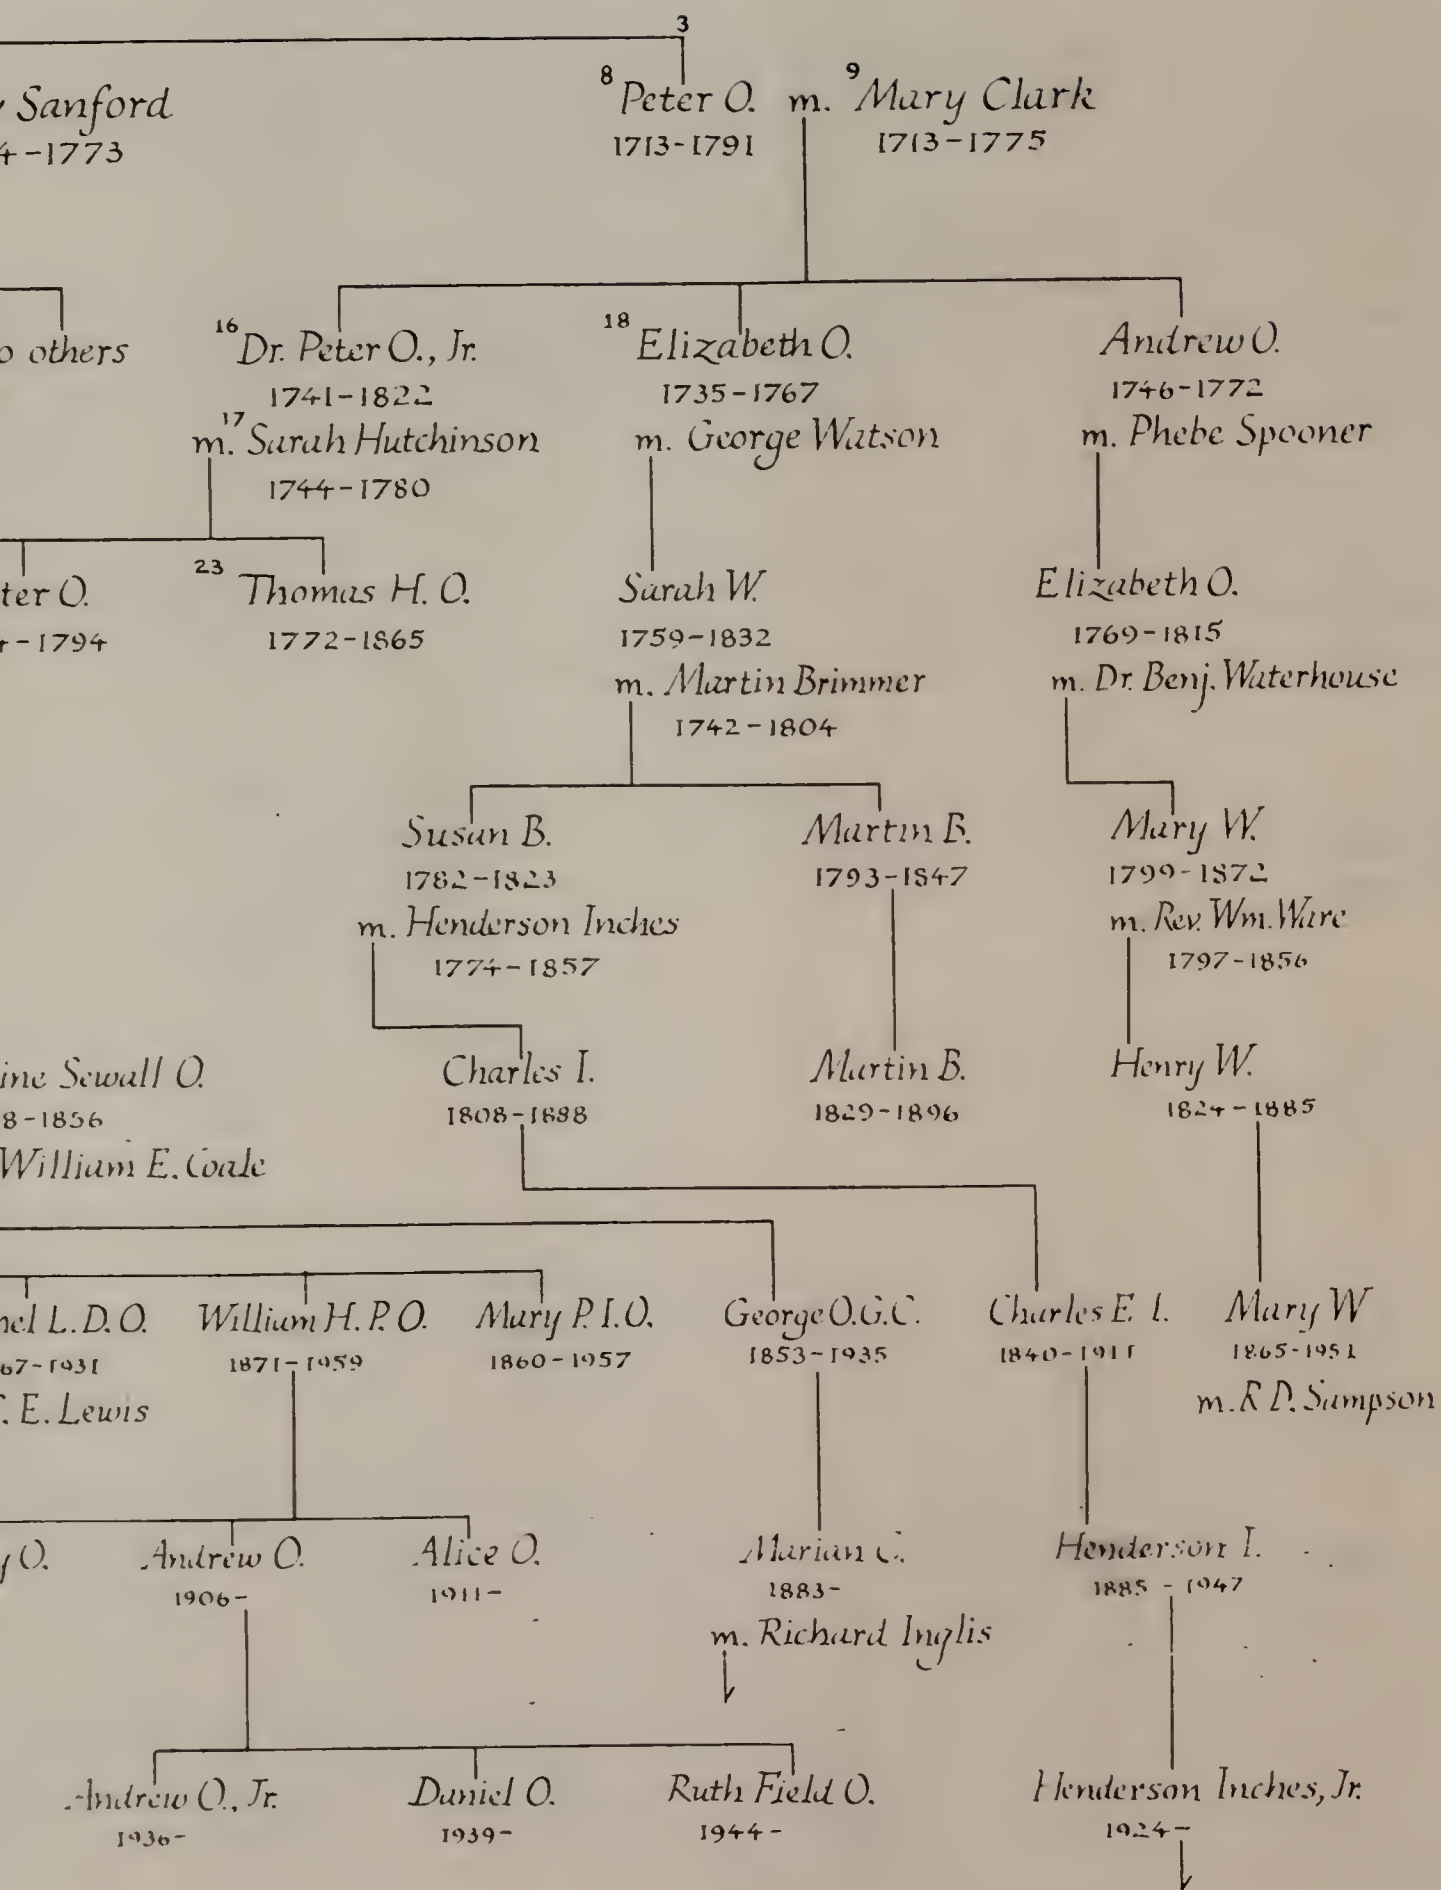 3
Sanford
-1773
8 Peter O. m. 9 Mary Clark
1713-1791 1713-1775
others
16 Dr. Peter O., Jr.
1741-1822
m. 17 Sarah Hutchinson
1744-1780
18 Elizabeth O.
1735-1767
m. George Watson
Andrew O.
1746-1772
m. Phebe Spooner
ter O.
-1794
23 Thomas H. O.
1772-1865
Sarah W.
1759-1832
m. Martin Brimmer
1742-1804
Elizabeth O.
1769-1815
m. Dr. Benj. Waterhouse
Susan B.
1782-1823
m. Henderson Inches
1774-1857
Martin B.
1793-1847
Mary W.
1799-1872
m. Rev. Wm. Ware
1797-1856
ine Sewall O.
8-1856
William E. Coale
Charles I.
1808-1888
Martin B.
1829-1896
Henry W.
1824-1885
el L. D. O.
67-1931
E. Lewis
William H. P. O.
1871-1959
Mary P. I. O.
1860-1957
George O. G. C.
1853-1935
Charles E. I.
1840-1911
Mary W
1865-1951
m. R D. Sampson
y O.
Andrew O.
1906-
Alice O.
1911-
Marian C.
1883-
m. Richard Inglis
Henderson I.
1885-1947
Andrew O., Jr.
1936-
Daniel O.
1939-
Ruth Field O.
1944-
Henderson Inches, Jr.
1924-